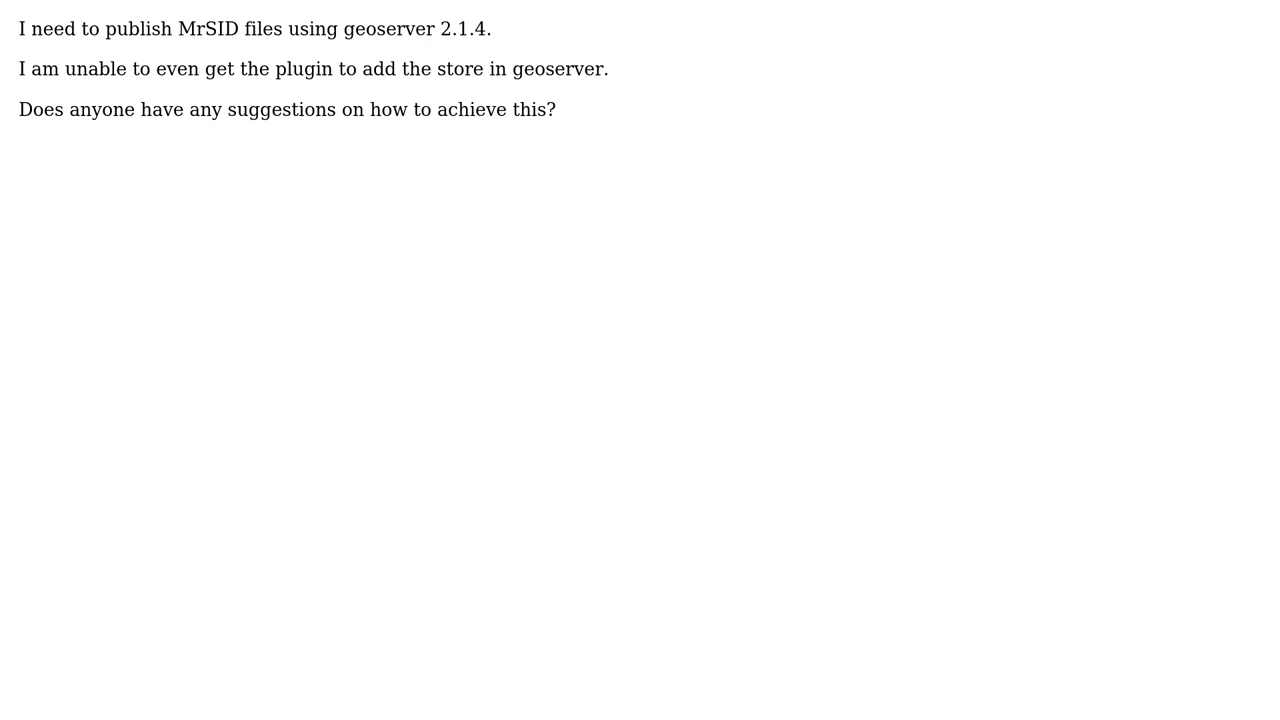 I need to publish MrSID files using geoserver 2.1.4.
I am unable to even get the plugin to add the store in geoserver.
Does anyone have any suggestions on how to achieve this?